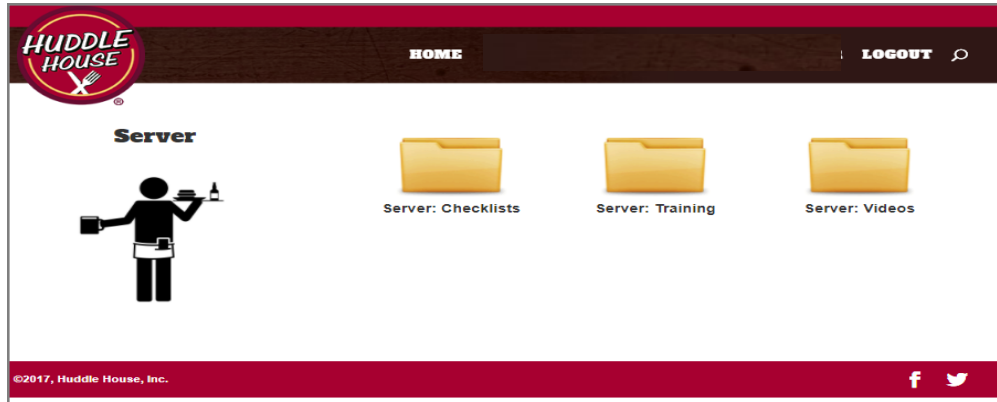 HUDDLE
HOUSE
®
HOME
LOGOUT
Server
Server: Checklists
Server: Training
Server: Videos
©2017, Huddle House, Inc.